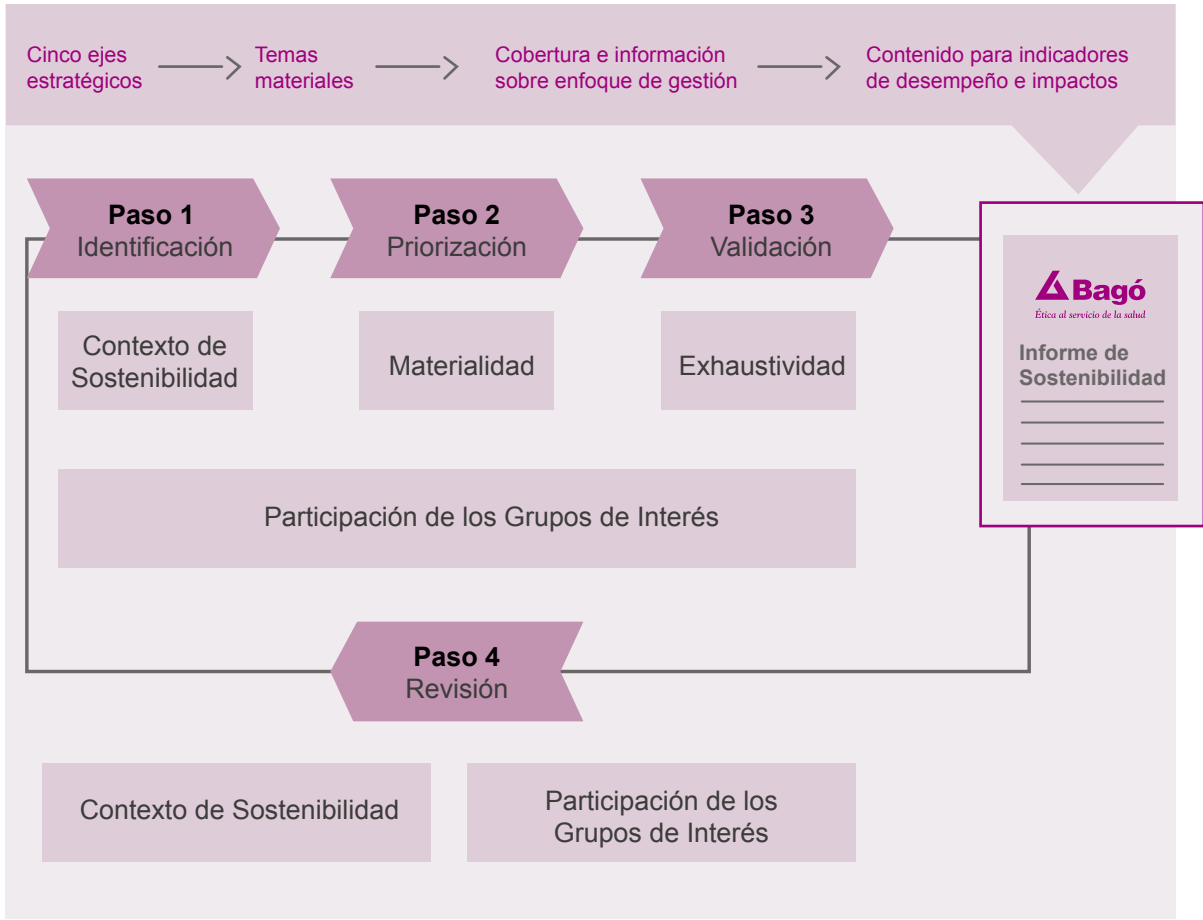 Cinco ejes
estratégicos
Temas
materiales
Cobertura e información
sobre enfoque de gestión
Contenido para indicadores
de desempeño e impactos
Paso 1
Identificación
Paso 2
Priorización
Paso 3
Validación
Bagó
Ética al servicio de la salud
Informe de
Sostenibilidad
Contexto de
Sostenibilidad
Materialidad
Exhaustividad
Participación de los Grupos de Interés
Paso 4
Revisión
Contexto de Sostenibilidad
Participación de los
Grupos de Interés